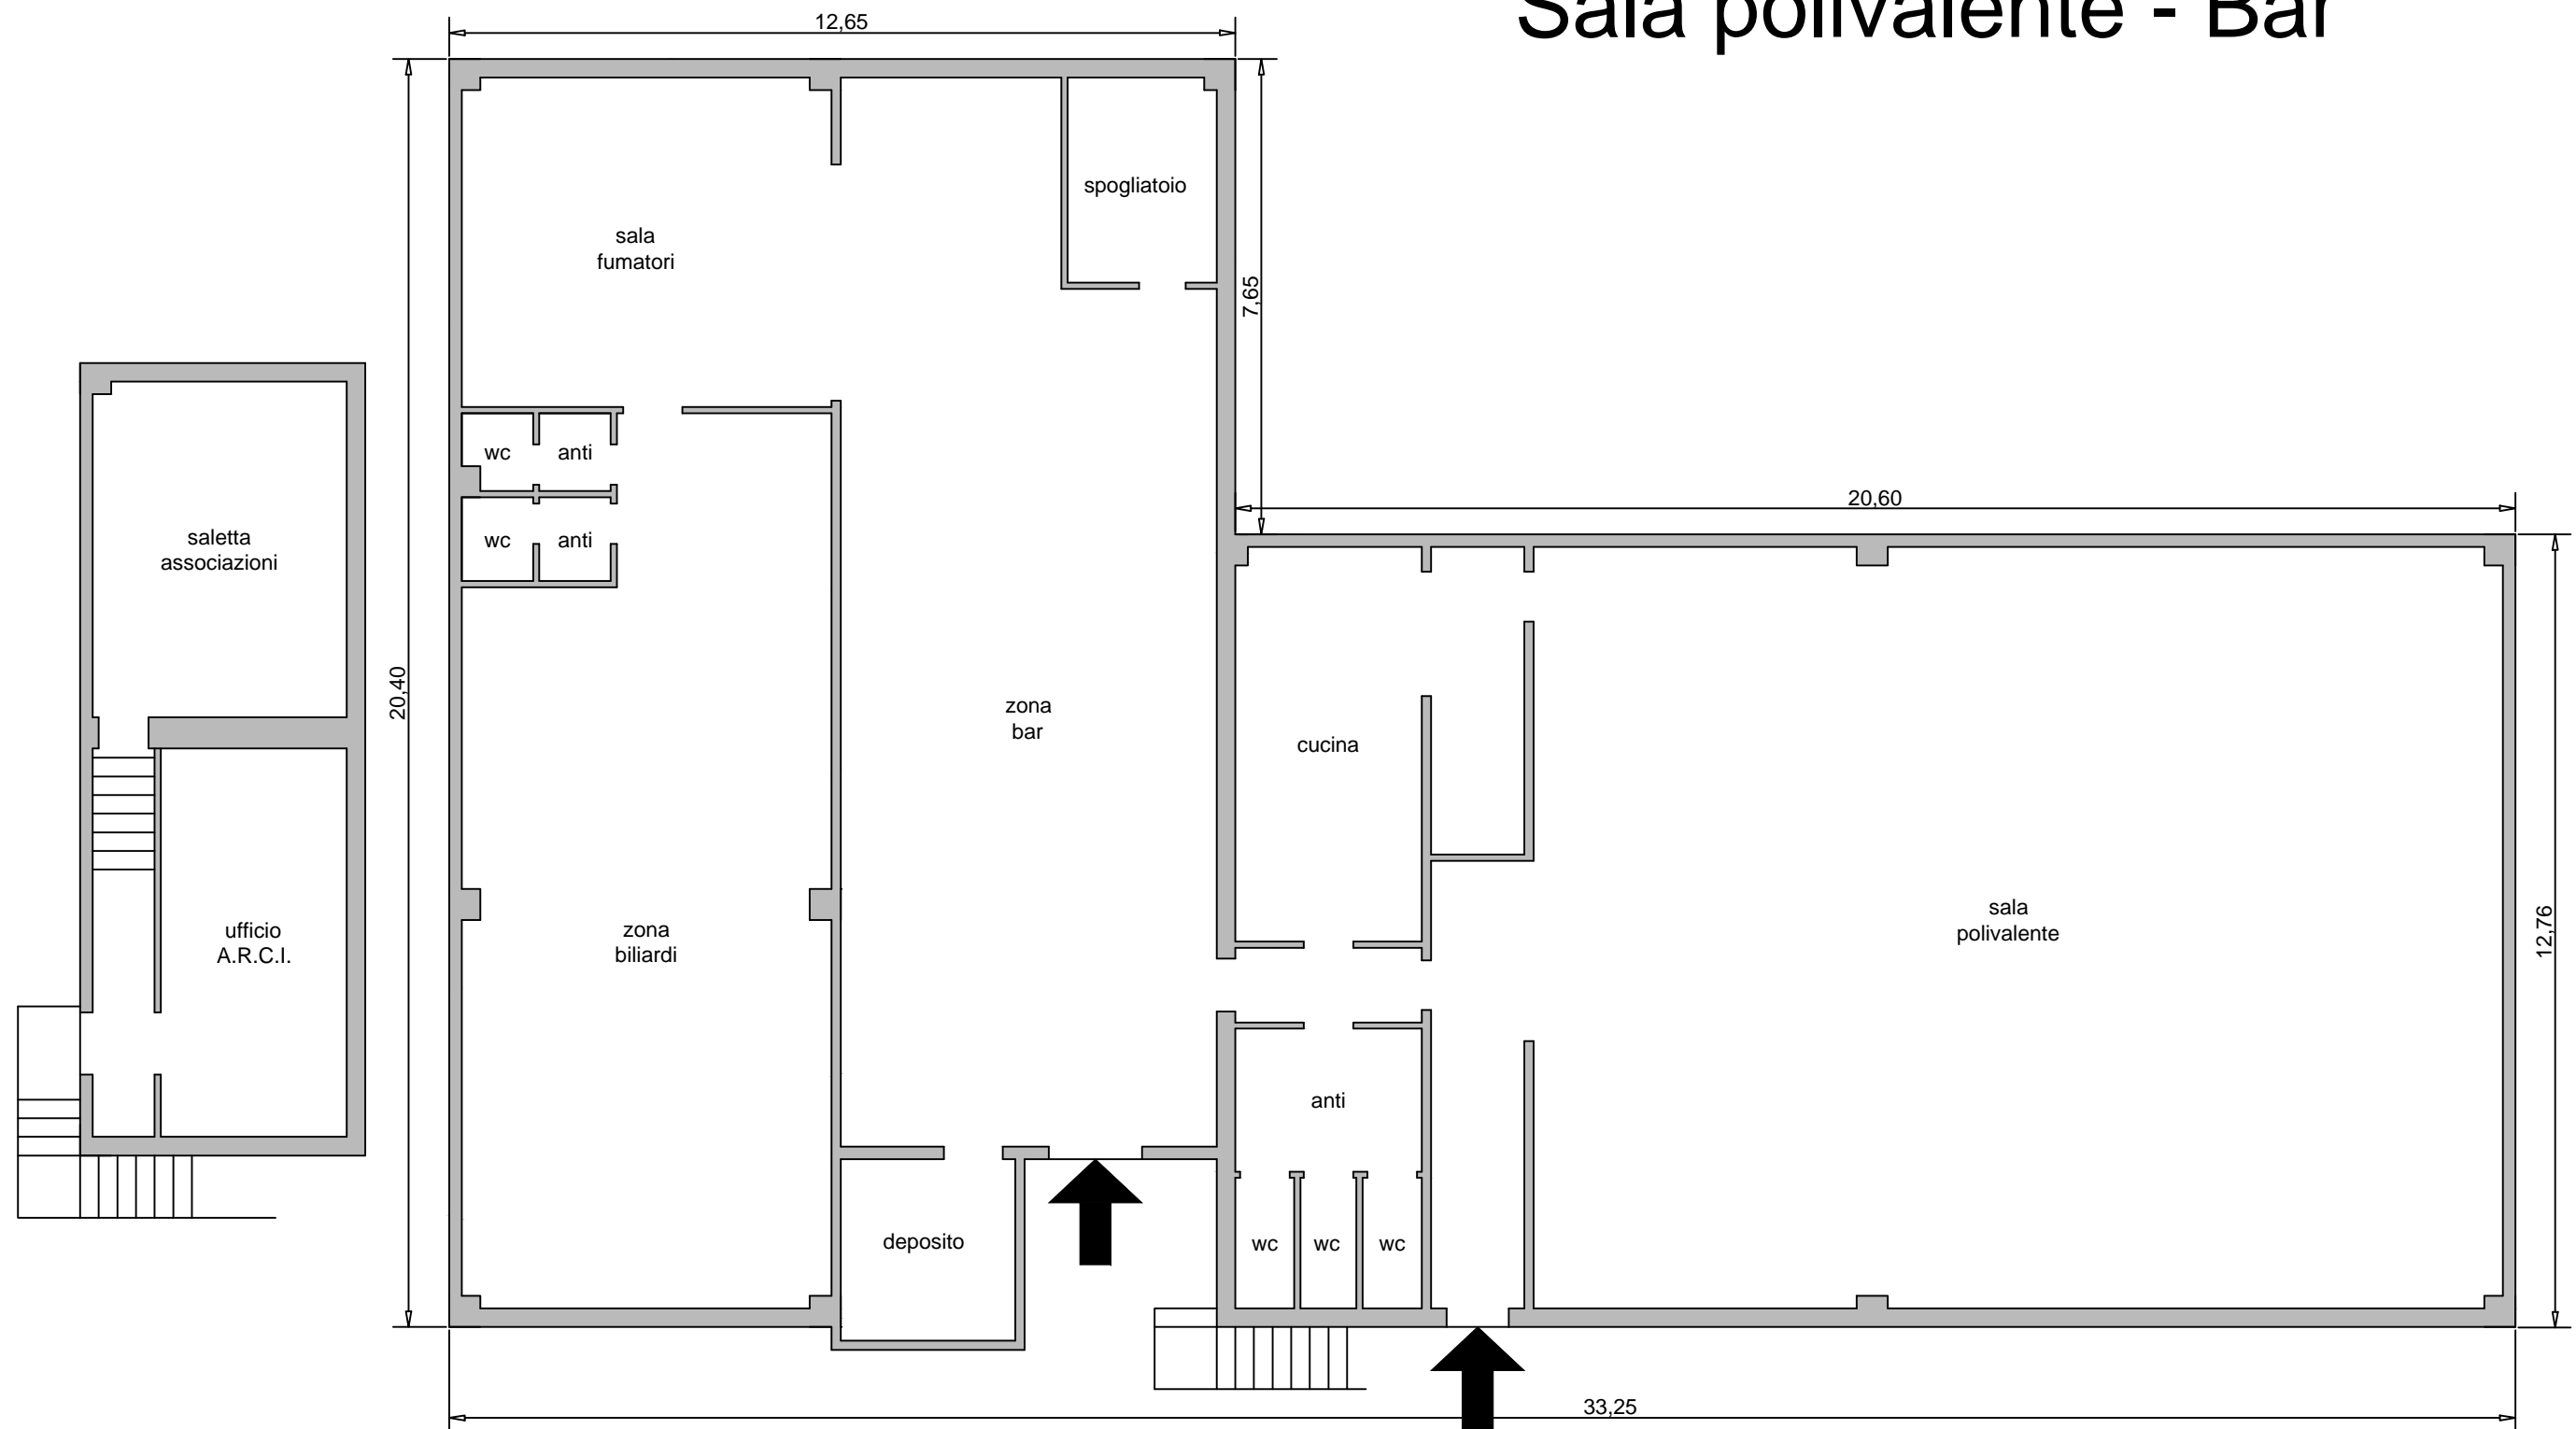 Sala polivalente - Bar
12,65
spogliatoio
sala
fumatori
7,65
wc
anti
20,60
saletta
associazioni
wc
anti
20,40
zona
bar
cucina
sala
polivalente
12,76
ufficio
A.R.C.I.
zona
biliardi
anti
deposito
wc
wc
wc
33,25